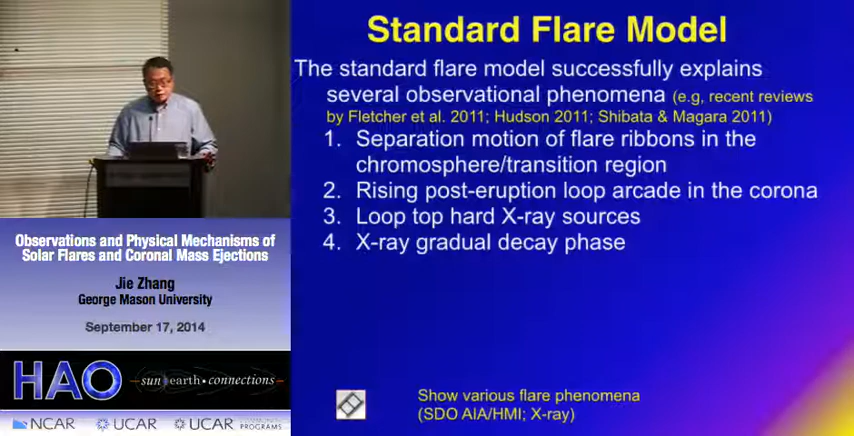 Standard Flare Model
The standard flare model successfully explains
several observational phenomena (e.g, recent reviews
by Fletcher et al. 2011; Hudson 2011; Shibata & Magara 2011)
1. Separation motion of flare ribbons in the
chromosphere/transition region
2. Rising post-eruption loop arcade in the corona
3. Loop top hard X-ray sources
4. X-ray gradual decay phase
Show various flare phenomena
(SDO AIA/HMI; X-ray)
Observations and Physical Mechanisms of
Solar Flares and Coronal Mass Ejections
Jie Zhang
George Mason University
September 17, 2014
HAO sun earth connections
NCAR UCAR UCAR PROGRAMS